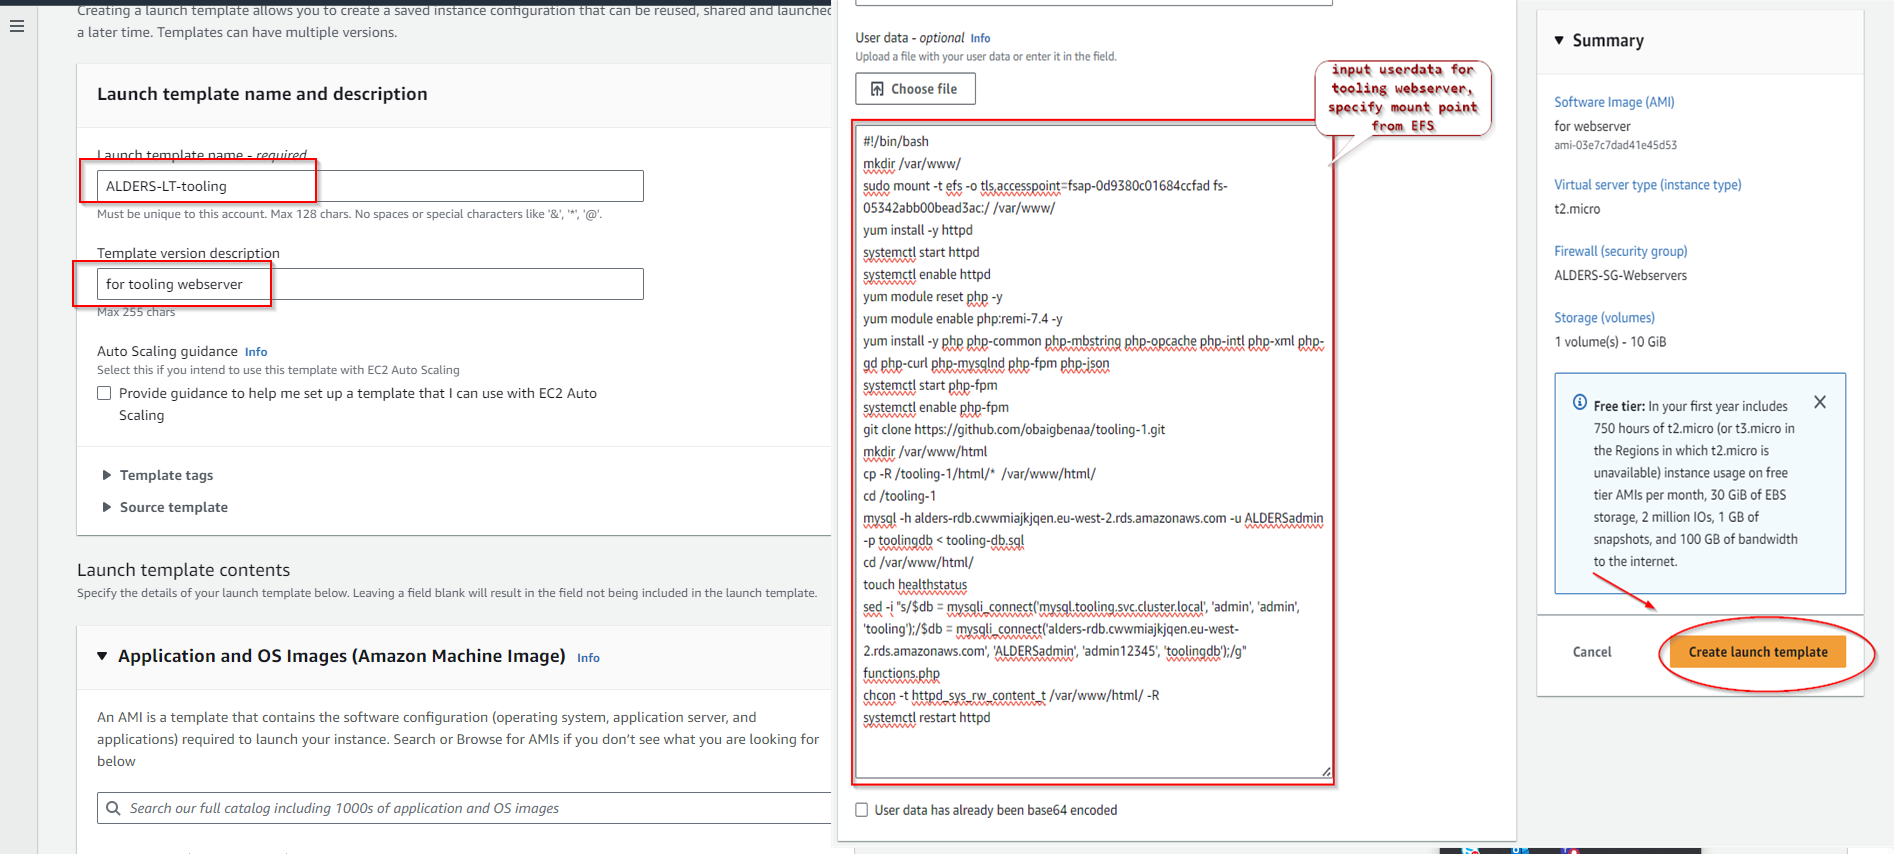 Creating a launch template allows you to create a saved instance configuration that can be reused, shared and launched
a later time. Templates can have multiple versions.
Launch template name and description
Launch template name - required
ALDERS-LT-tooling
Must be unique to this account. Max 128 chars. No spaces or special characters like '&', '*', '@'.
Template version description
for tooling webserver
Max 255 chars
Auto Scaling guidance Info
Select this if you intend to use this template with EC2 Auto Scaling
Provide guidance to help me set up a template that I can use with EC2 Auto
Scaling
Template tags
Source template
Launch template contents
Specify the details of your launch template below. Leaving a field blank will result in the field not being included in the launch template.
Application and OS Images (Amazon Machine Image) Info
An AMI is a template that contains the software configuration (operating system, application server, and
applications) required to launch your instance. Search or Browse for AMIs if you don't see what you are looking for
below
Search our full catalog including 1000s of application and OS images
User data - optional Info
Upload a file with your user data or enter it in the field.
Choose file
input userdata for
tooling webserver,
specify mount point
from EFS
#!/bin/bash
mkdir /var/www/
sudo mount -t efs -o tls,accesspoint=fsap-0d9380c01684ccfad fs-
05342abb00bead3ac:/ /var/www/
yum install -y httpd
systemctl start httpd
systemctl enable httpd
yum module reset php -y
yum module enable php:remi-7.4 -y
yum install -y php php-common php-mbstring php-opcache php-intl php-xml php-
gd php-curl php-mysqlnd php-fpm php-json
systemctl start php-fpm
systemctl enable php-fpm
git clone https://github.com/obaigbenaa/tooling-1.git
mkdir /var/www/html
cp -R /tooling-1/html/*  /var/www/html/
cd /tooling-1
mysql -h alders-rdb.cwwmiajkjqen.eu-west-2.rds.amazonaws.com -u ALDERSadmin
-p toolingdb < tooling-db.sql
cd /var/www/html/
touch healthstatus
sed -i "s/$db = mysqli_connect('mysql.tooling.svc.cluster.local', 'admin', 'admin',
'tooling');/$db = mysqli_connect('alders-rdb.cwwmiajkjqen.eu-west-
2.rds.amazonaws.com', 'ALDERSadmin', 'admin12345', 'toolingdb');/g"
functions.php
chcon -t httpd_sys_rw_content_t /var/www/html/ -R
systemctl restart httpd
User data has already been base64 encoded
Summary
Software Image (AMI)
for webserver
ami-03e7c7dad41e45d53
Virtual server type (instance type)
t2.micro
Firewall (security group)
ALDERS-SG-Webservers
Storage (volumes)
1 volume(s) - 10 GiB
Free tier: In your first year includes
750 hours of t2.micro (or t3.micro in
the Regions in which t2.micro is
unavailable) instance usage on free
tier AMIs per month, 30 GiB of EBS
storage, 2 million IOs, 1 GB of
snapshots, and 100 GB of bandwidth
to the internet.
Cancel
Create launch template